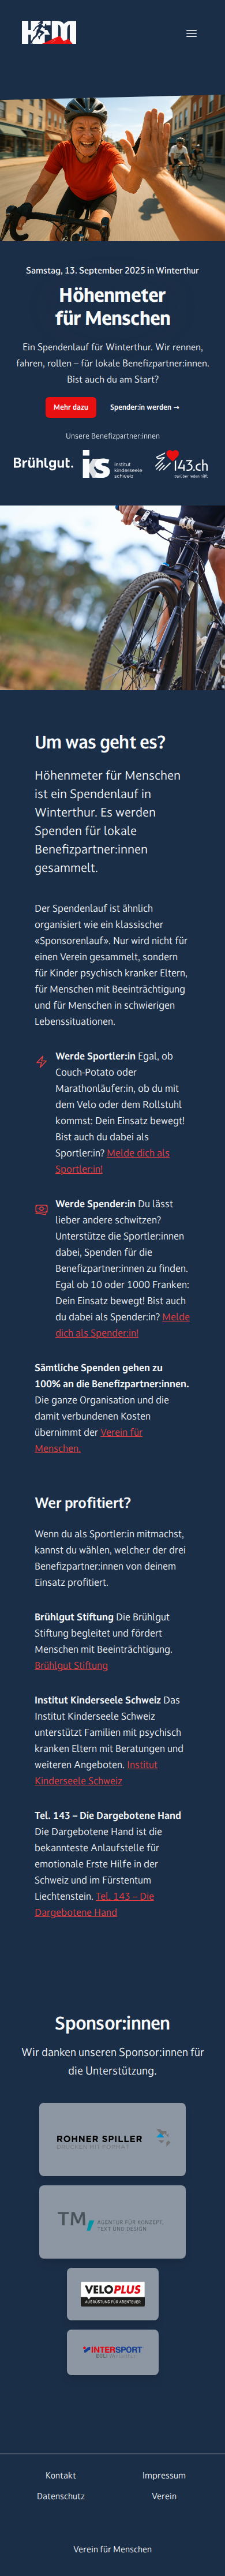 HFM
Samstag, 13. September 2025 in Winterthur
Höhenmeter
für Menschen
Ein Spendenlauf für Winterthur. Wir rennen,
fahren, rollen – für lokale Benefizpartner:innen.
Bist auch du am Start?
Mehr dazu
Spender:in werden →
Unsere Benefizpartner:innen
Brühlgut.
iks
institut
kinderseele
schweiz
143.ch
Darüber reden hilft
Um was geht es?
Höhenmeter für Menschen
ist ein Spendenlauf in
Winterthur. Es werden
Spenden für lokale
Benefizpartner:innen
gesammelt.
Der Spendenlauf ist ähnlich
organisiert wie ein klassischer
«Sponsorenlauf». Nur wird nicht für
einen Verein gesammelt, sondern
für Kinder psychisch kranker Eltern,
für Menschen mit Beeinträchtigung
und für Menschen in schwierigen
Lebenssituationen.
Werde Sportler:in Egal, ob
Couch-Potato oder
Marathonläufer:in, ob du mit
dem Velo oder dem Rollstuhl
kommst: Dein Einsatz bewegt!
Bist auch du dabei als
Sportler:in? Melde dich als
Sportler:in!
Werde Spender:in Du lässt
lieber andere schwitzen?
Unterstütze die Sportler:innen
dabei, Spenden für die
Benefizpartner:innen zu finden.
Egal ob 10 oder 1000 Franken:
Dein Einsatz bewegt! Bist auch
du dabei als Spender:in? Melde
dich als Spender:in!
Sämtliche Spenden gehen zu
100% an die Benefizpartner:innen.
Die ganze Organisation und die
damit verbundenen Kosten
übernimmt der Verein für
Menschen.
Wer profitiert?
Wenn du als Sportler:in mitmachst,
kannst du wählen, welche:r der drei
Benefizpartner:innen von deinem
Einsatz profitiert.
Brühlgut Stiftung Die Brühlgut
Stiftung begleitet und fördert
Menschen mit Beeinträchtigung.
Brühlgut Stiftung
Institut Kinderseele Schweiz Das
Institut Kinderseele Schweiz
unterstützt Familien mit psychisch
kranken Eltern mit Beratungen und
weiteren Angeboten. Institut
Kinderseele Schweiz
Tel. 143 – Die Dargebotene Hand
Die Dargebotene Hand ist die
bekannteste Anlaufstelle für
emotionale Erste Hilfe in der
Schweiz und im Fürstentum
Liechtenstein. Tel. 143 – Die
Dargebotene Hand
Sponsor:innen
Wir danken unseren Sponsor:innen für
die Unterstützung.
ROHNER SPILLER
DRUCKEN MIT FORMAT
TM
AGENTUR FÜR KONZEPT,
TEXT UND DESIGN
VELOPLUS
AUSRÜSTUNG FÜR ABENTEUER
INTERSPORT
Kontakt
Impressum
Datenschutz
Verein
Verein für Menschen